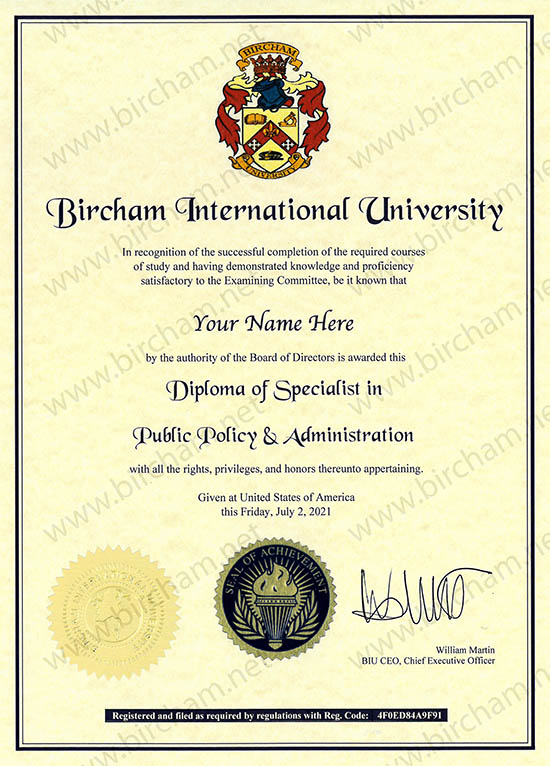 BIRCHAM
UNIVERSITY
Bircham International University
In recognition of the successful completion of the required courses
of study and having demonstrated knowledge and proficiency
satisfactory to the Examining Committee, be it known that
Your Name Here
by the authority of the Board of Directors is awarded this
Diploma of Specialist in
Public Policy & Administration
with all the rights, privileges, and honors thereunto appertaining.
Given at United States of America
this Friday, July 2, 2021
SEAL OF ACHIEVEMENT
William Martin
BIU CEO, Chief Executive Officer
Registered and filed as required by regulations with Reg. Code: 4F0ED84A9F91
www.bircham.net